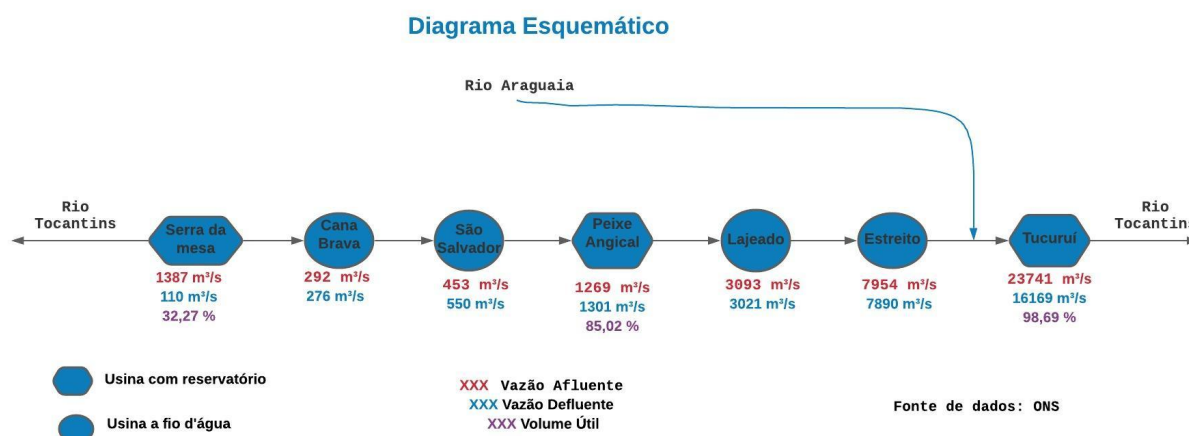 Diagrama Esquemático
Rio Araguaia
Rio
Tocantins
Serra da
mesa
1387 m³/s
110 m³/s
32,27 %
Cana
Brava
292 m³/s
276 m³/s
São
Salvador
453 m³/s
550 m³/s
Peixe
Angical
1269 m³/s
1301 m³/s
85,02 %
Lajeado
3093 m³/s
3021 m³/s
Estreito
7954 m³/s
7890 m³/s
Tucuruí
23741 m³/s
16169 m³/s
98,69 %
Rio
Tocantins
Usina com reservatório
Usina a fio d'água
XXX Vazão Afluente
XXX Vazão Defluente
XXX Volume Útil
Fonte de dados: ONS